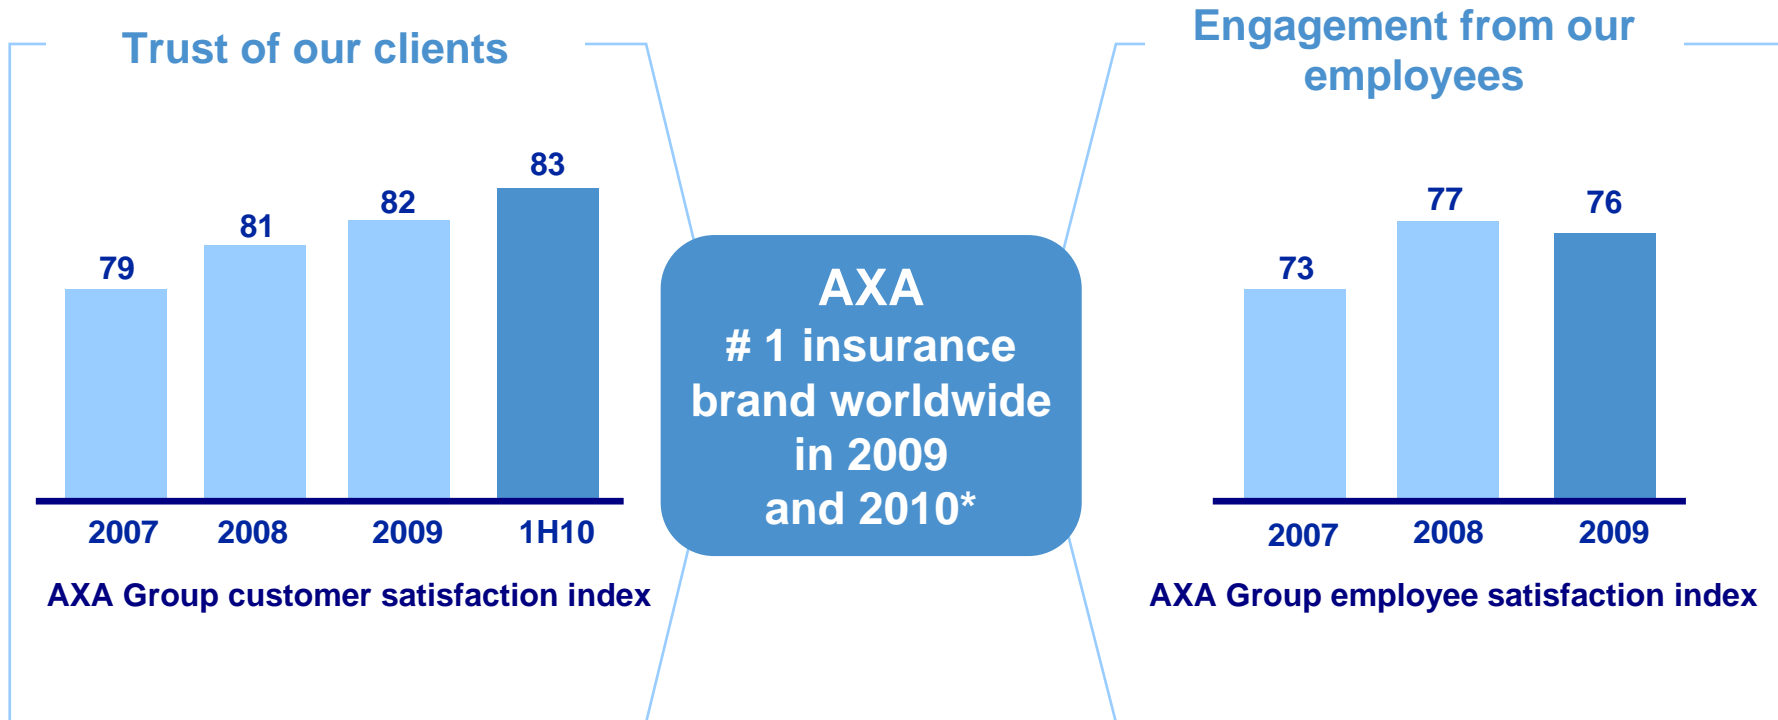 Trust of our clients
83
82
81
79
2007 2008 2009 1H10
AXA Group customer satisfaction index
AXA
# 1 insurance
brand worldwide
in 2009
and 2010*
Engagement from our
employees
77
76
73
2007 2008 2009
AXA Group employee satisfaction index